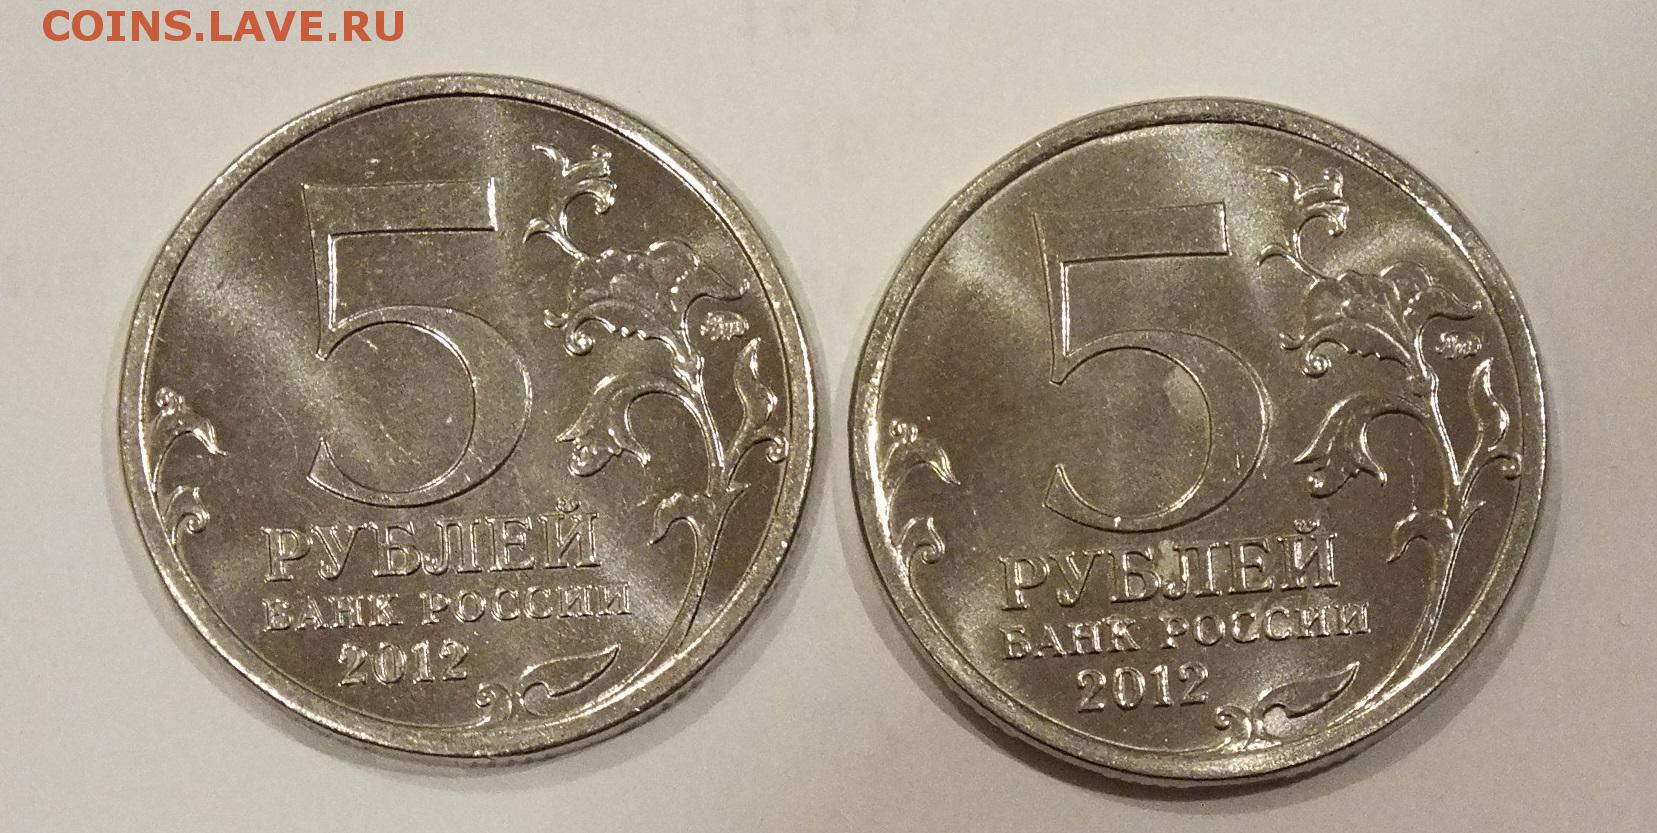 COINS.LAVE.RU
5
РУБЛЕЙ
БАНК РОССИИ
2012
5
РУБЛЕЙ
БАНК РОССИИ
2012